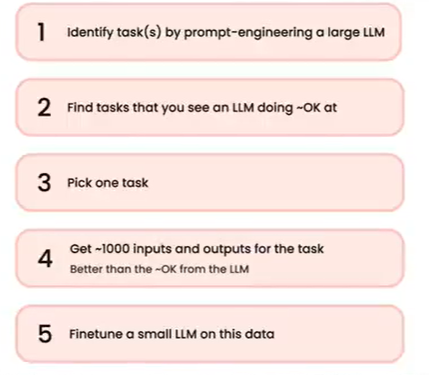 1 Identify task(s) by prompt-engineering a large LLM
2 Find tasks that you see an LLM doing ~OK at
3 Pick one task
4 Get ~1000 inputs and outputs for the task
Better than the ~OK from the LLM
5 Finetune a small LLM on this data